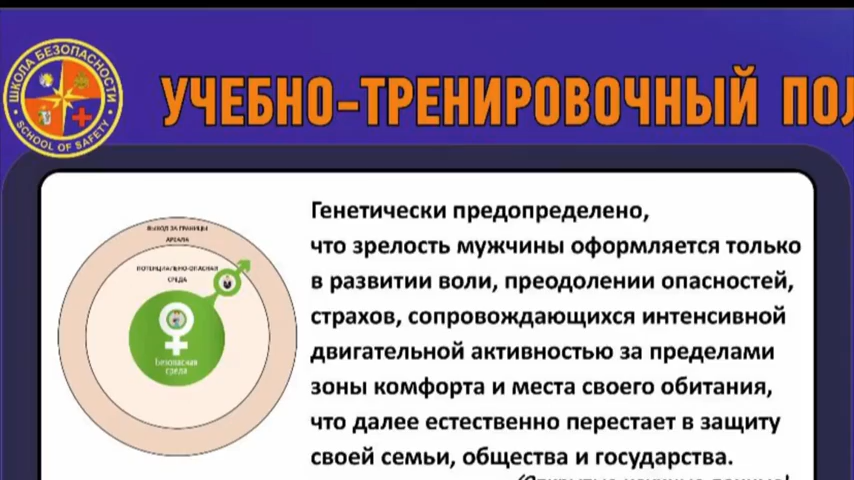 ШКОЛА БЕЗОПАСНОСТИ
SCHOOL OF SAFETY
УЧЕБНО-ТРЕНИРОВОЧНЫЙ ПОЛ
ВЫХОД ЗА ГРАНИЦЫ
АРЕАЛА
ПОТЕНЦИАЛЬНО-ОПАСНАЯ
СРЕДА
Безопасная
среда
Генетически предопределено,
что зрелость мужчины оформляется только
в развитии воли, преодолении опасностей,
страхов, сопровождающихся интенсивной
двигательной активностью за пределами
зоны комфорта и места своего обитания,
что далее естественно перестает в защиту
своей семьи, общества и государства.